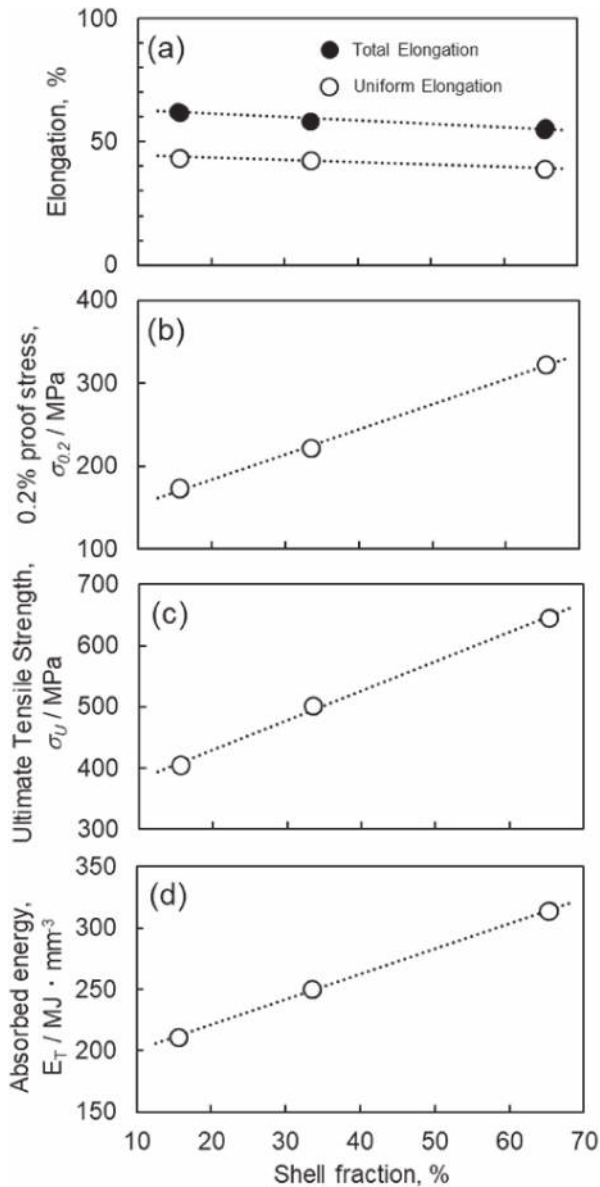 (a)
Total Elongation
Uniform Elongation
Elongation, %
100
50
0
(b)
0.2% proof stress,
σ0.2 / MPa
400
300
200
100
(c)
Ultimate Tensile Strength,
σU / MPa
700
600
500
400
300
(d)
Absorbed energy,
ET / MJ・mm-3
350
300
250
200
150
10 20 30 40 50 60 70
Shell fraction, %